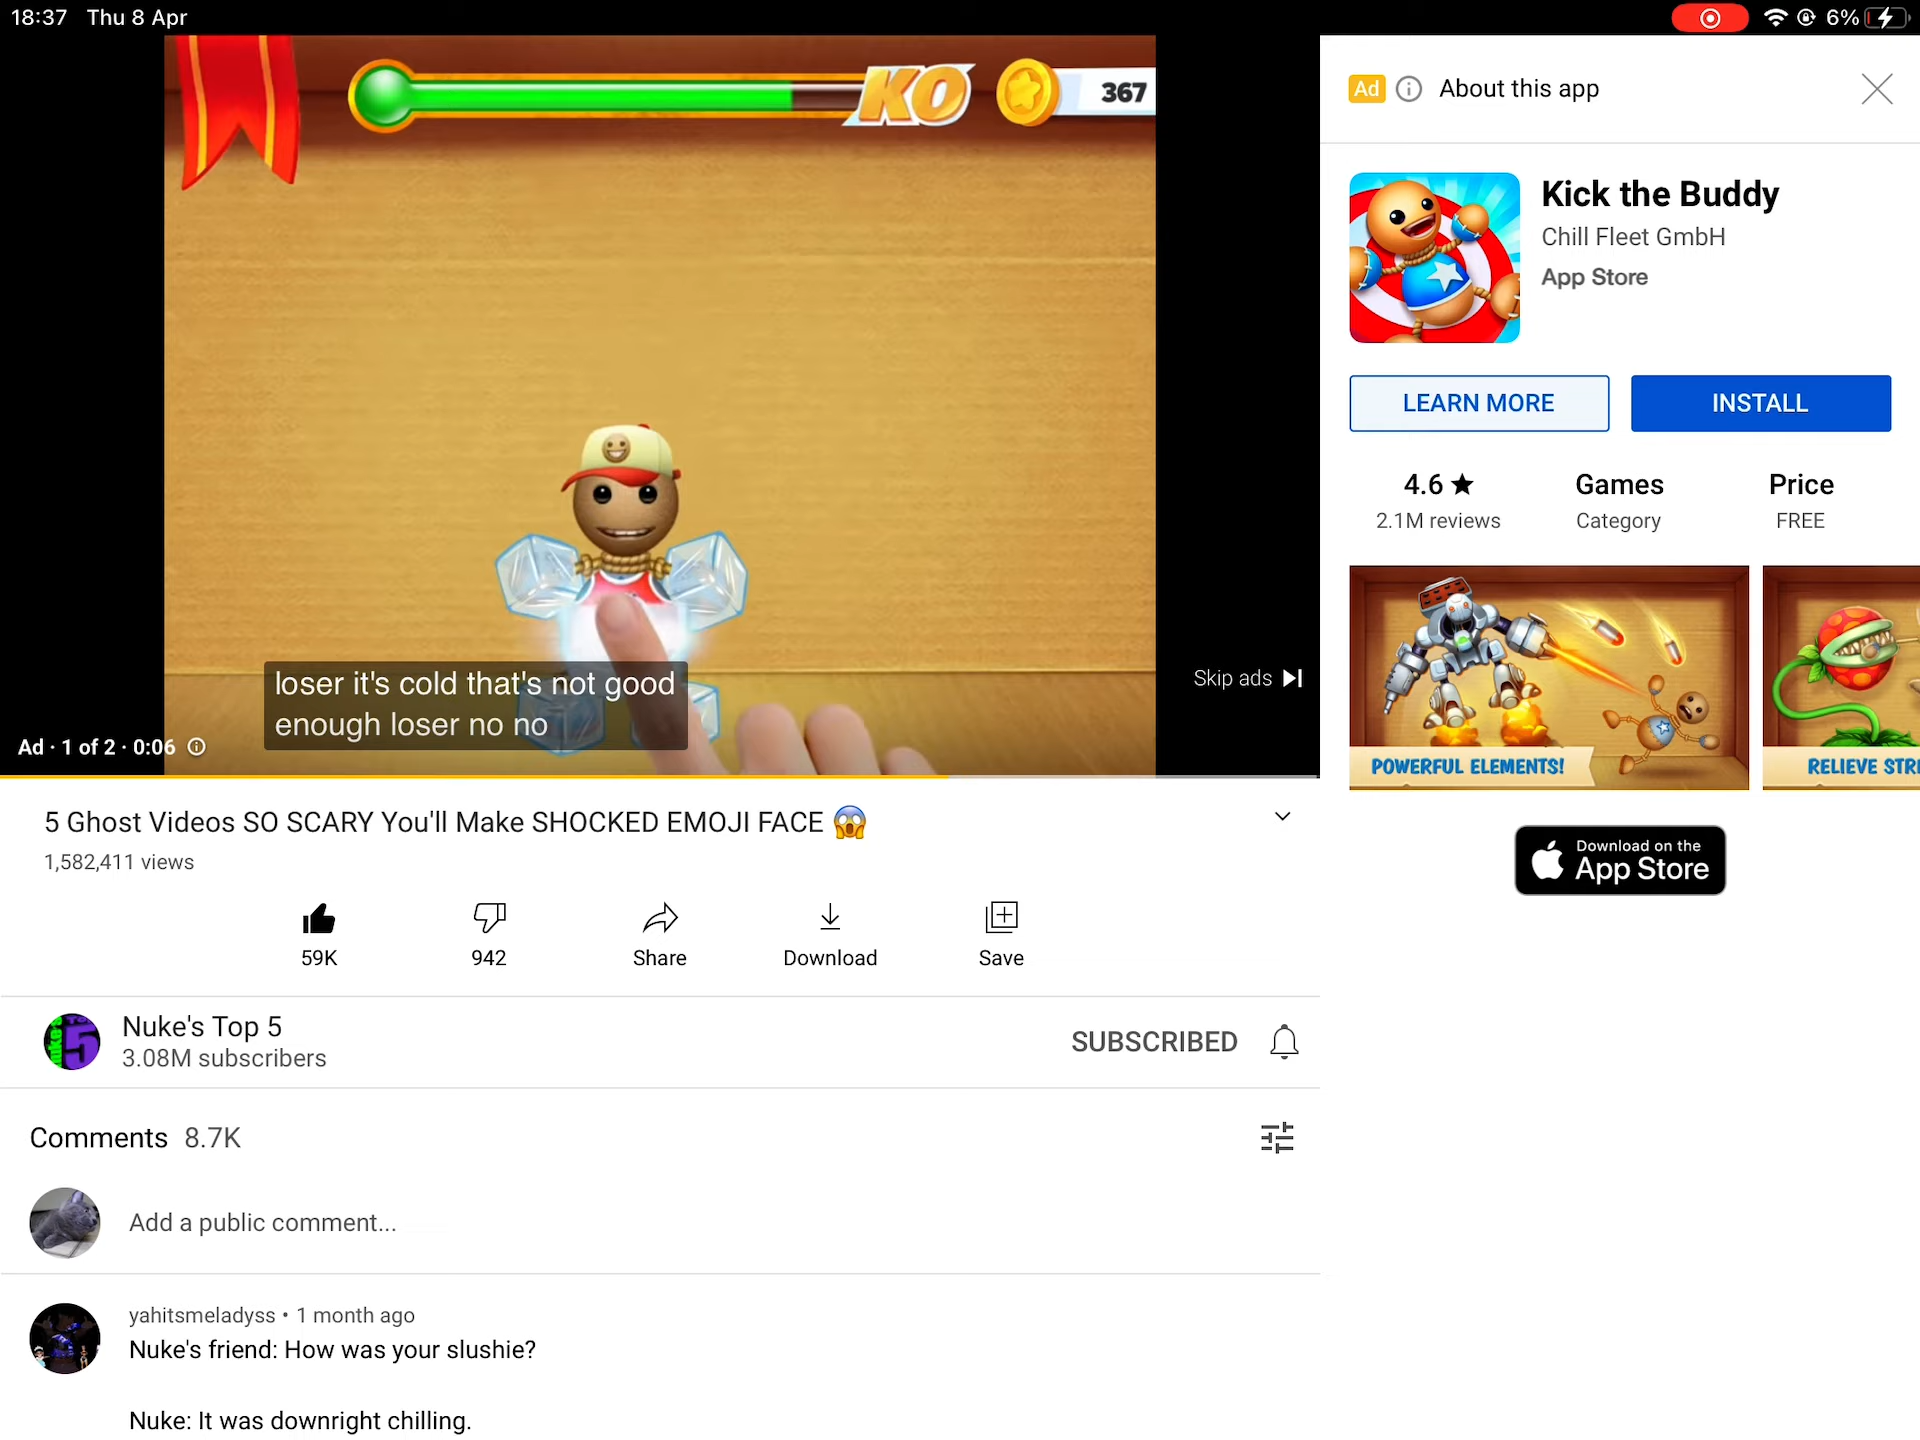 18:37 Thu 8 Apr
6%
KO
367
loser it's cold that's not good
enough loser no no
Skip ads
Ad · 1 of 2 · 0:06
5 Ghost Videos SO SCARY You'll Make SHOCKED EMOJI FACE 😱
1,582,411 views
59K
942
Share
Download
Save
Nuke's Top 5
3.08M subscribers
SUBSCRIBED
Comments 8.7K
Add a public comment...
yahitsmeladyss • 1 month ago
Nuke's friend: How was your slushie?
Nuke: It was downright chilling.
Ad About this app
Kick the Buddy
Chill Fleet GmbH
App Store
LEARN MORE
INSTALL
4.6 ★
2.1M reviews
Games
Category
Price
FREE
POWERFUL ELEMENTS!
RELIEVE STR
Download on the
App Store